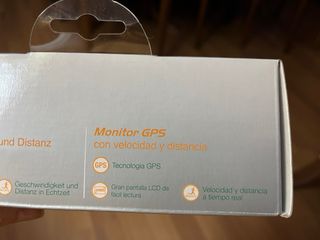 und Distanz
Geschwindigkeit und
Distanz in Echtzeit
Monitor GPS
con velocidad y distancia
GPS
Tecnología GPS
Gran pantalla LCD de
fácil lectura
Velocidad y distancia
a tiempo real